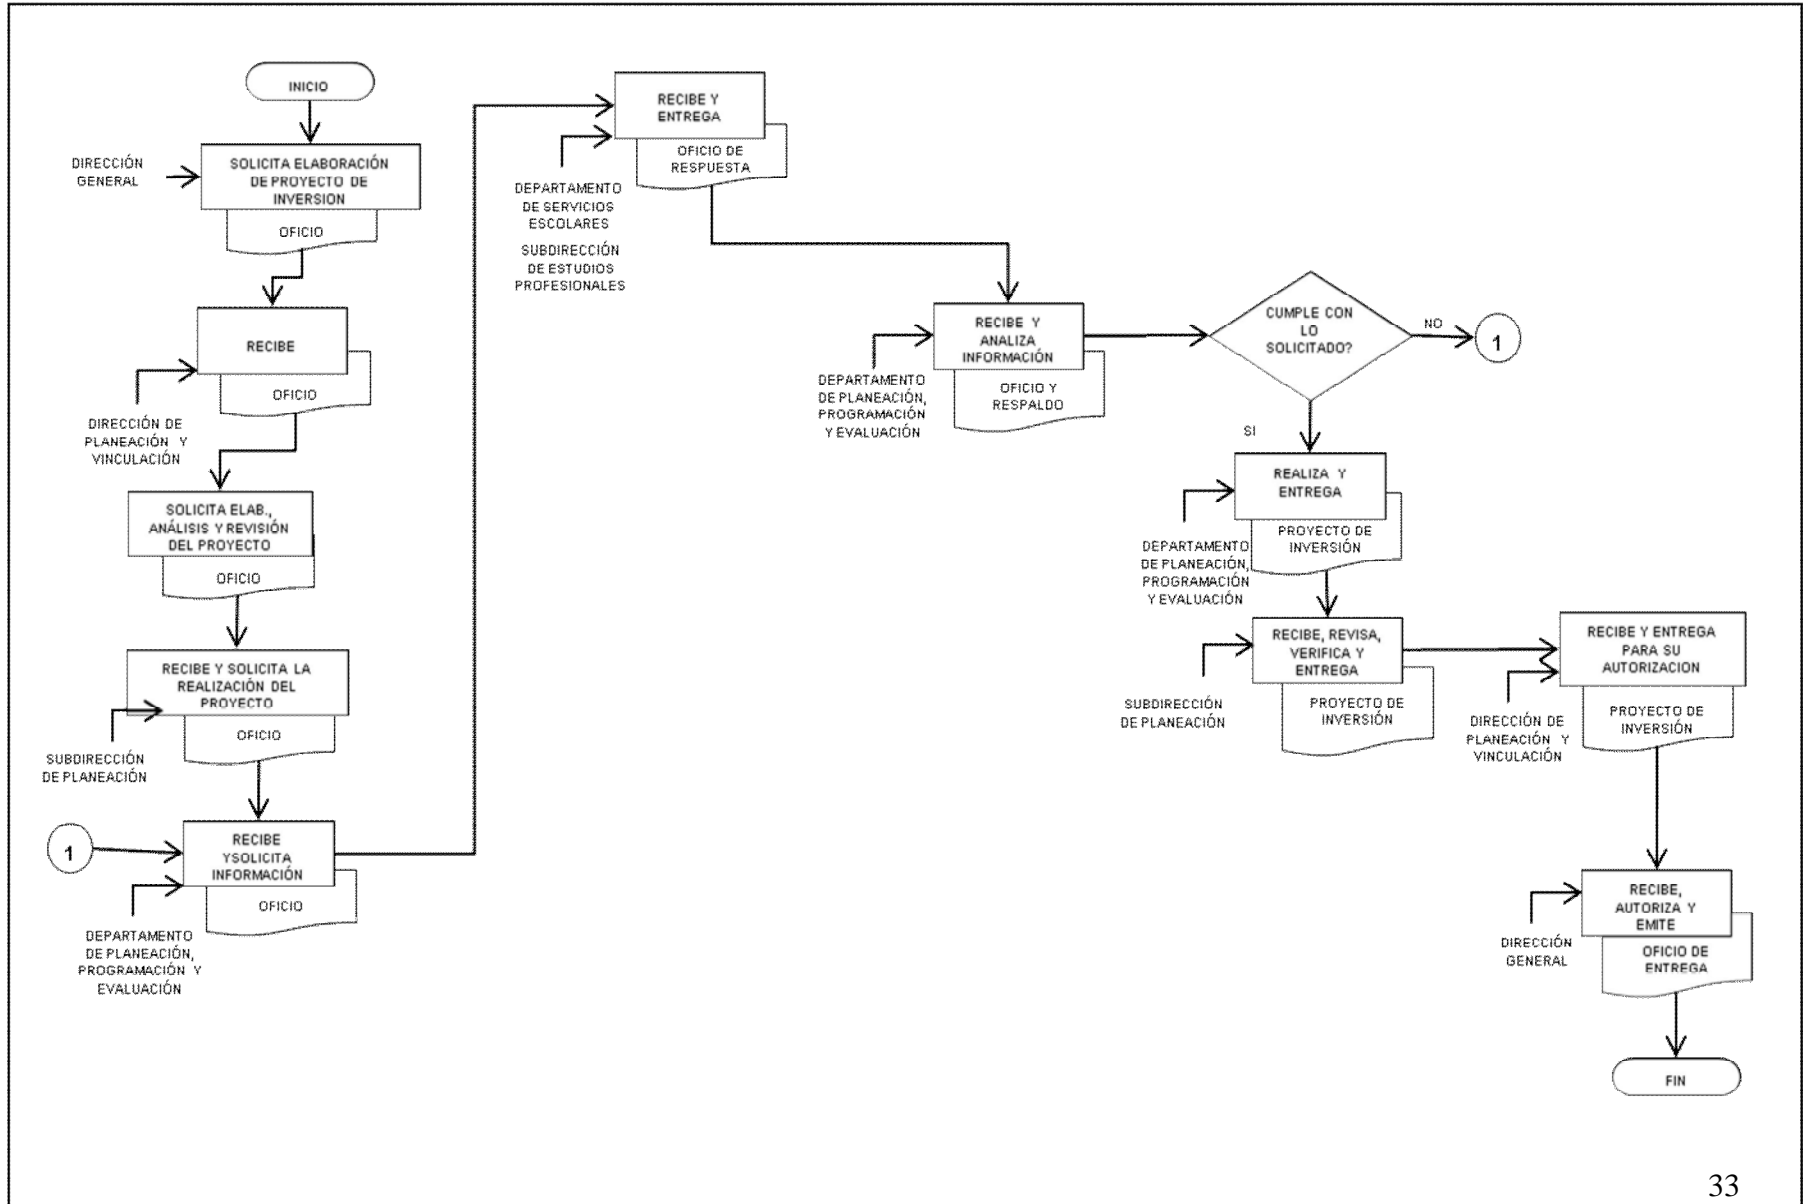 INICIO
DIRECCIÓN
GENERAL
SOLICITA ELABORACIÓN
DE PROYECTO DE
INVERSION
OFICIO
RECIBE
OFICIO
DIRECCIÓN DE
PLANEACIÓN Y
VINCULACIÓN
SOLICITA ELAB.,
ANÁLISIS Y REVISIÓN
DEL PROYECTO
OFICIO
RECIBE Y SOLICITA LA
REALIZACIÓN DEL
PROYECTO
OFICIO
SUBDIRECCIÓN
DE PLANEACIÓN
1
RECIBE
YSOLICITA
INFORMACIÓN
OFICIO
DEPARTAMENTO
DE PLANEACIÓN,
PROGRAMACIÓN Y
EVALUACIÓN
RECIBE Y
ENTREGA
OFICIO DE
RESPUESTA
DEPARTAMENTO
DE SERVICIOS
ESCOLARES
SUBDIRECCIÓN
DE ESTUDIOS
PROFESIONALES
RECIBE Y
ANALIZA
INFORMACIÓN
OFICIO Y
RESPALDO
DEPARTAMENTO
DE PLANEACIÓN,
PROGRAMACIÓN
Y EVALUACIÓN
CUMPLE CON
LO
SOLICITADO?
NO
1
SI
REALIZA Y
ENTREGA
PROYECTO DE
INVERSIÓN
DEPARTAMENTO
DE PLANEACIÓN,
PROGRAMACIÓN
Y EVALUACIÓN
RECIBE, REVISA,
VERIFICA Y
ENTREGA
PROYECTO DE
INVERSIÓN
SUBDIRECCIÓN
DE PLANEACIÓN
RECIBE Y ENTREGA
PARA SU
AUTORIZACION
PROYECTO DE
INVERSIÓN
DIRECCIÓN DE
PLANEACIÓN Y
VINCULACIÓN
RECIBE,
AUTORIZA Y
EMITE
OFICIO DE
ENTREGA
DIRECCIÓN
GENERAL
FIN
33